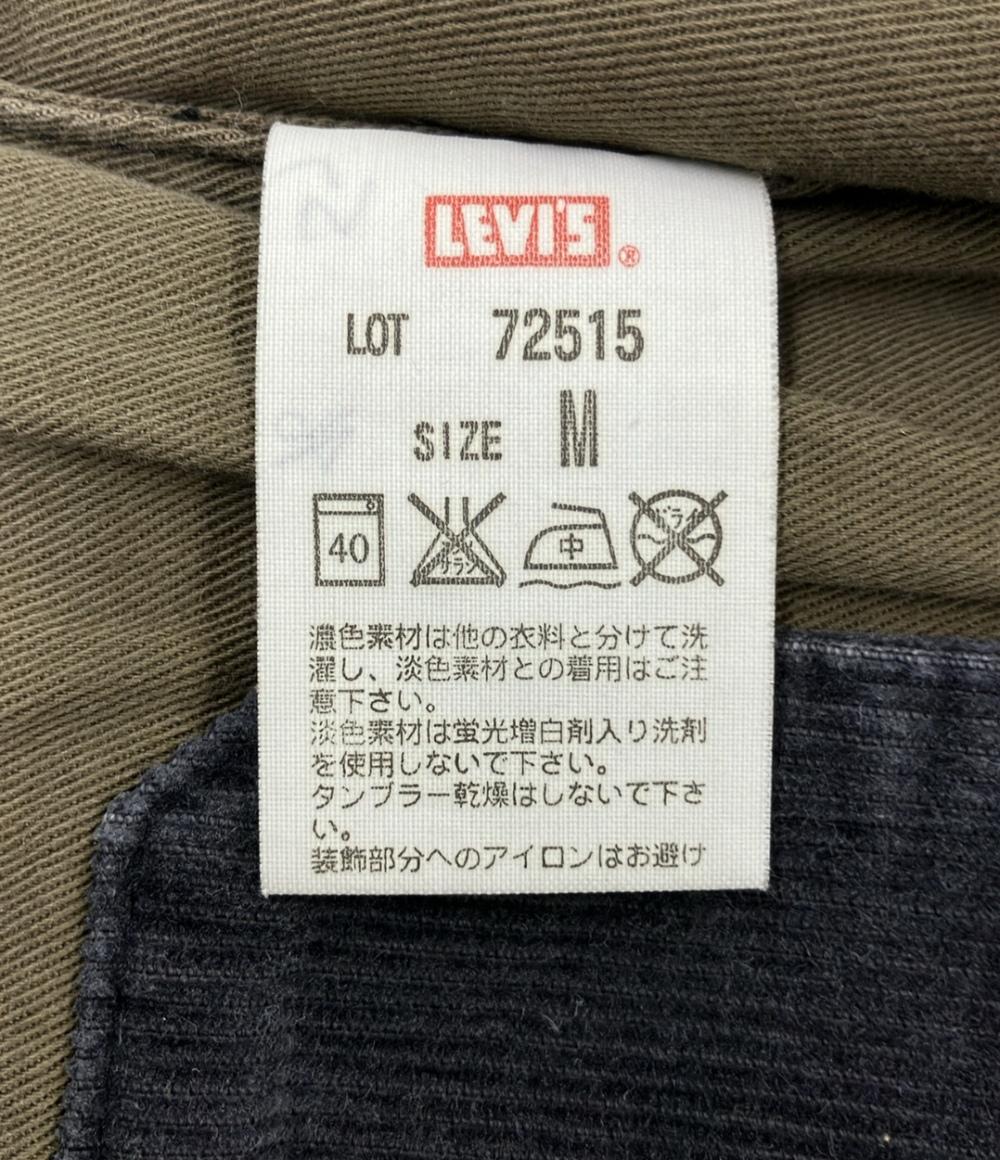 LEVI'S®
LOT 72515
SIZE M
40 エンソサラシ 中 ドライ
濃色素材は他の衣料と分けて洗
濯し、淡色素材との着用はご注
意下さい。
淡色素材は蛍光増白剤入り洗剤
を使用しないで下さい。
タンブラー乾燥はしないで下さ
い。
装飾部分へのアイロンはお避け